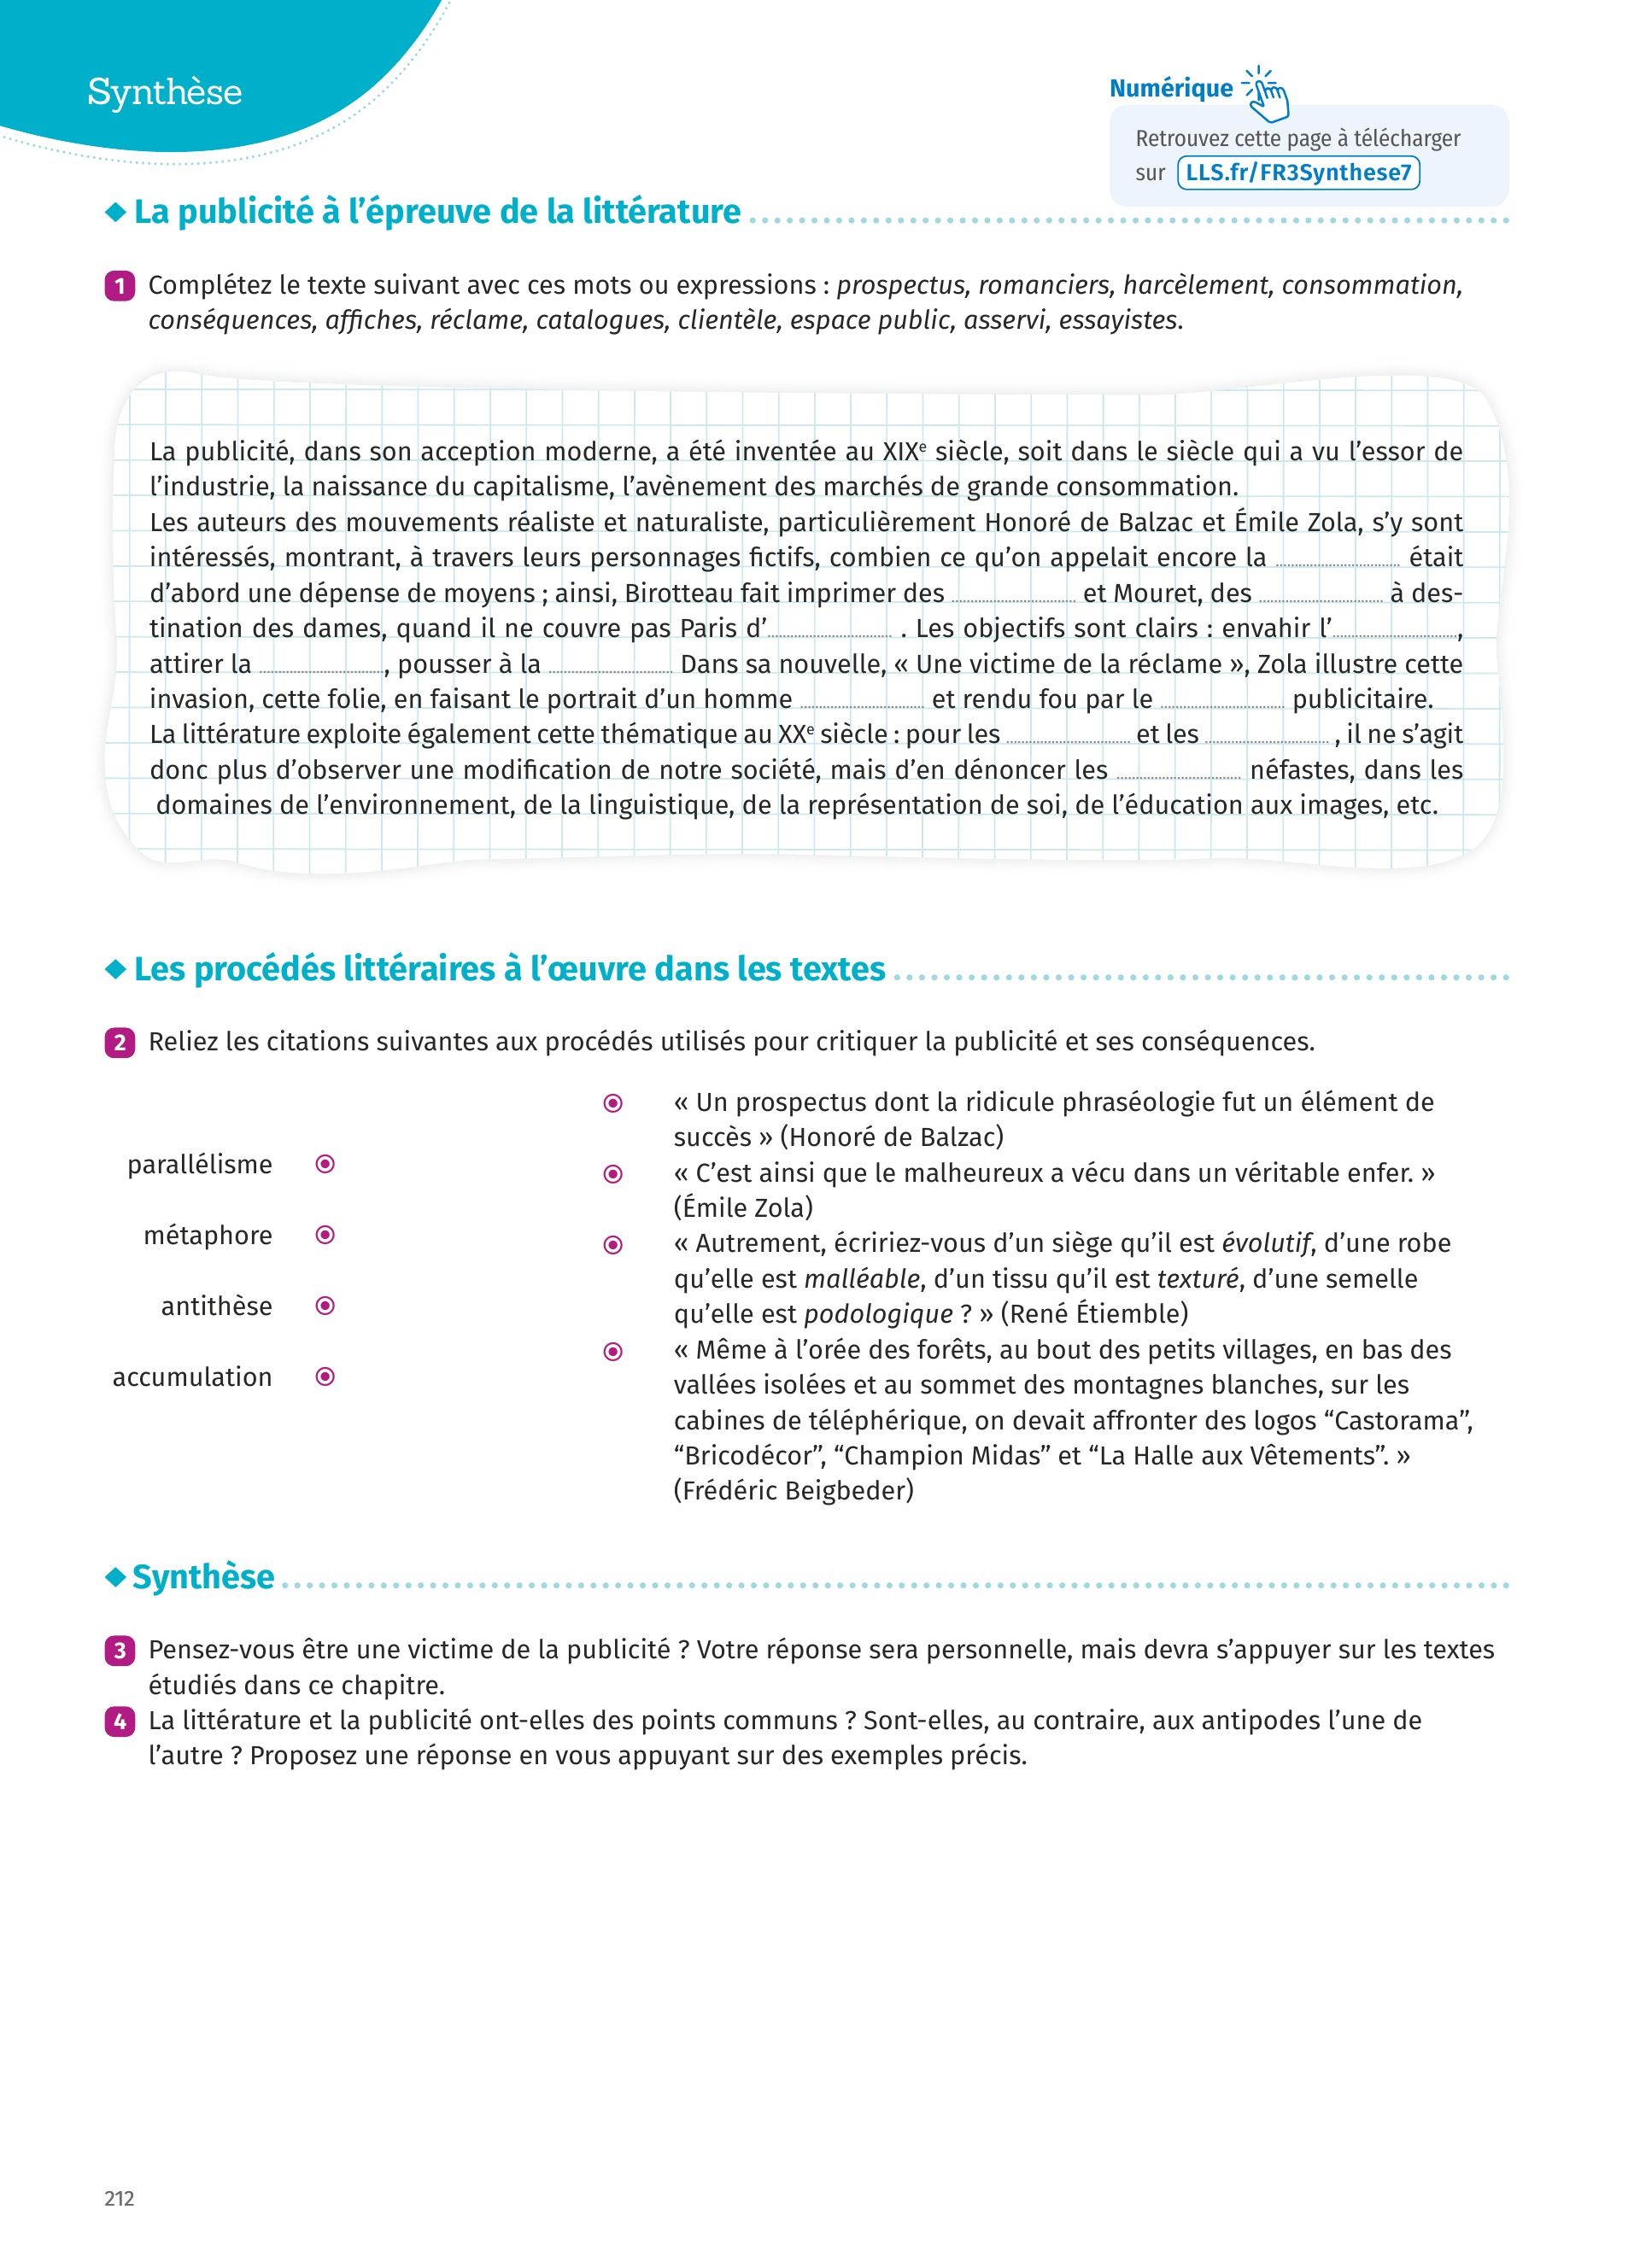 Synthèse
Numérique
Retrouvez cette page à télécharger
sur LLS.fr/FR3Synthese7
La publicité à l’épreuve de la littérature
1 Complétez le texte suivant avec ces mots ou expressions : prospectus, romanciers, harcèlement, consommation,
conséquences, affiches, réclame, catalogues, clientèle, espace public, asservi, essayistes.
La publicité, dans son acception moderne, a été inventée au XIXe siècle, soit dans le siècle qui a vu l’essor de
l’industrie, la naissance du capitalisme, l’avènement des marchés de grande consommation.
Les auteurs des mouvements réaliste et naturaliste, particulièrement Honoré de Balzac et Émile Zola, s’y sont
intéressés, montrant, à travers leurs personnages fictifs, combien ce qu’on appelait encore la .................... était
d’abord une dépense de moyens ; ainsi, Birotteau fait imprimer des .................... et Mouret, des .................... à des-
tination des dames, quand il ne couvre pas Paris d’.................... . Les objectifs sont clairs : envahir l’....................,
attirer la ...................., pousser à la .................... Dans sa nouvelle, « Une victime de la réclame », Zola illustre cette
invasion, cette folie, en faisant le portrait d’un homme .................... et rendu fou par le .................... publicitaire.
La littérature exploite également cette thématique au XXe siècle : pour les .................... et les .................... , il ne s’agit
donc plus d’observer une modification de notre société, mais d’en dénoncer les .................... néfastes, dans les
domaines de l’environnement, de la linguistique, de la représentation de soi, de l’éducation aux images, etc.
Les procédés littéraires à l’œuvre dans les textes
2 Reliez les citations suivantes aux procédés utilisés pour critiquer la publicité et ses conséquences.
parallélisme
métaphore
antithèse
accumulation
« Un prospectus dont la ridicule phraséologie fut un élément de
succès » (Honoré de Balzac)
« C’est ainsi que le malheureux a vécu dans un véritable enfer. »
(Émile Zola)
« Autrement, écririez-vous d’un siège qu’il est évolutif, d’une robe
qu’elle est malléable, d’un tissu qu’il est texturé, d’une semelle
qu’elle est podologique ? » (René Étiemble)
« Même à l’orée des forêts, au bout des petits villages, en bas des
vallées isolées et au sommet des montagnes blanches, sur les
cabines de téléphérique, on devait affronter des logos “Castorama”,
“Bricodécor”, “Champion Midas” et “La Halle aux Vêtements”. »
(Frédéric Beigbeder)
Synthèse
3 Pensez-vous être une victime de la publicité ? Votre réponse sera personnelle, mais devra s’appuyer sur les textes
étudiés dans ce chapitre.
4 La littérature et la publicité ont-elles des points communs ? Sont-elles, au contraire, aux antipodes l’une de
l’autre ? Proposez une réponse en vous appuyant sur des exemples précis.
212